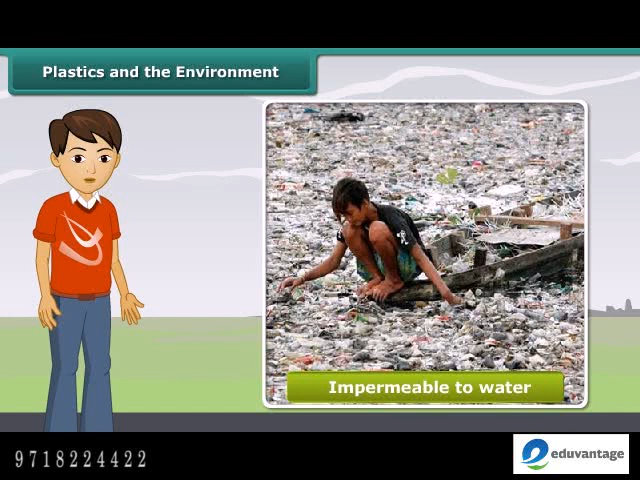 Plastics and the Environment
Impermeable to water
9718224422
eduvantage